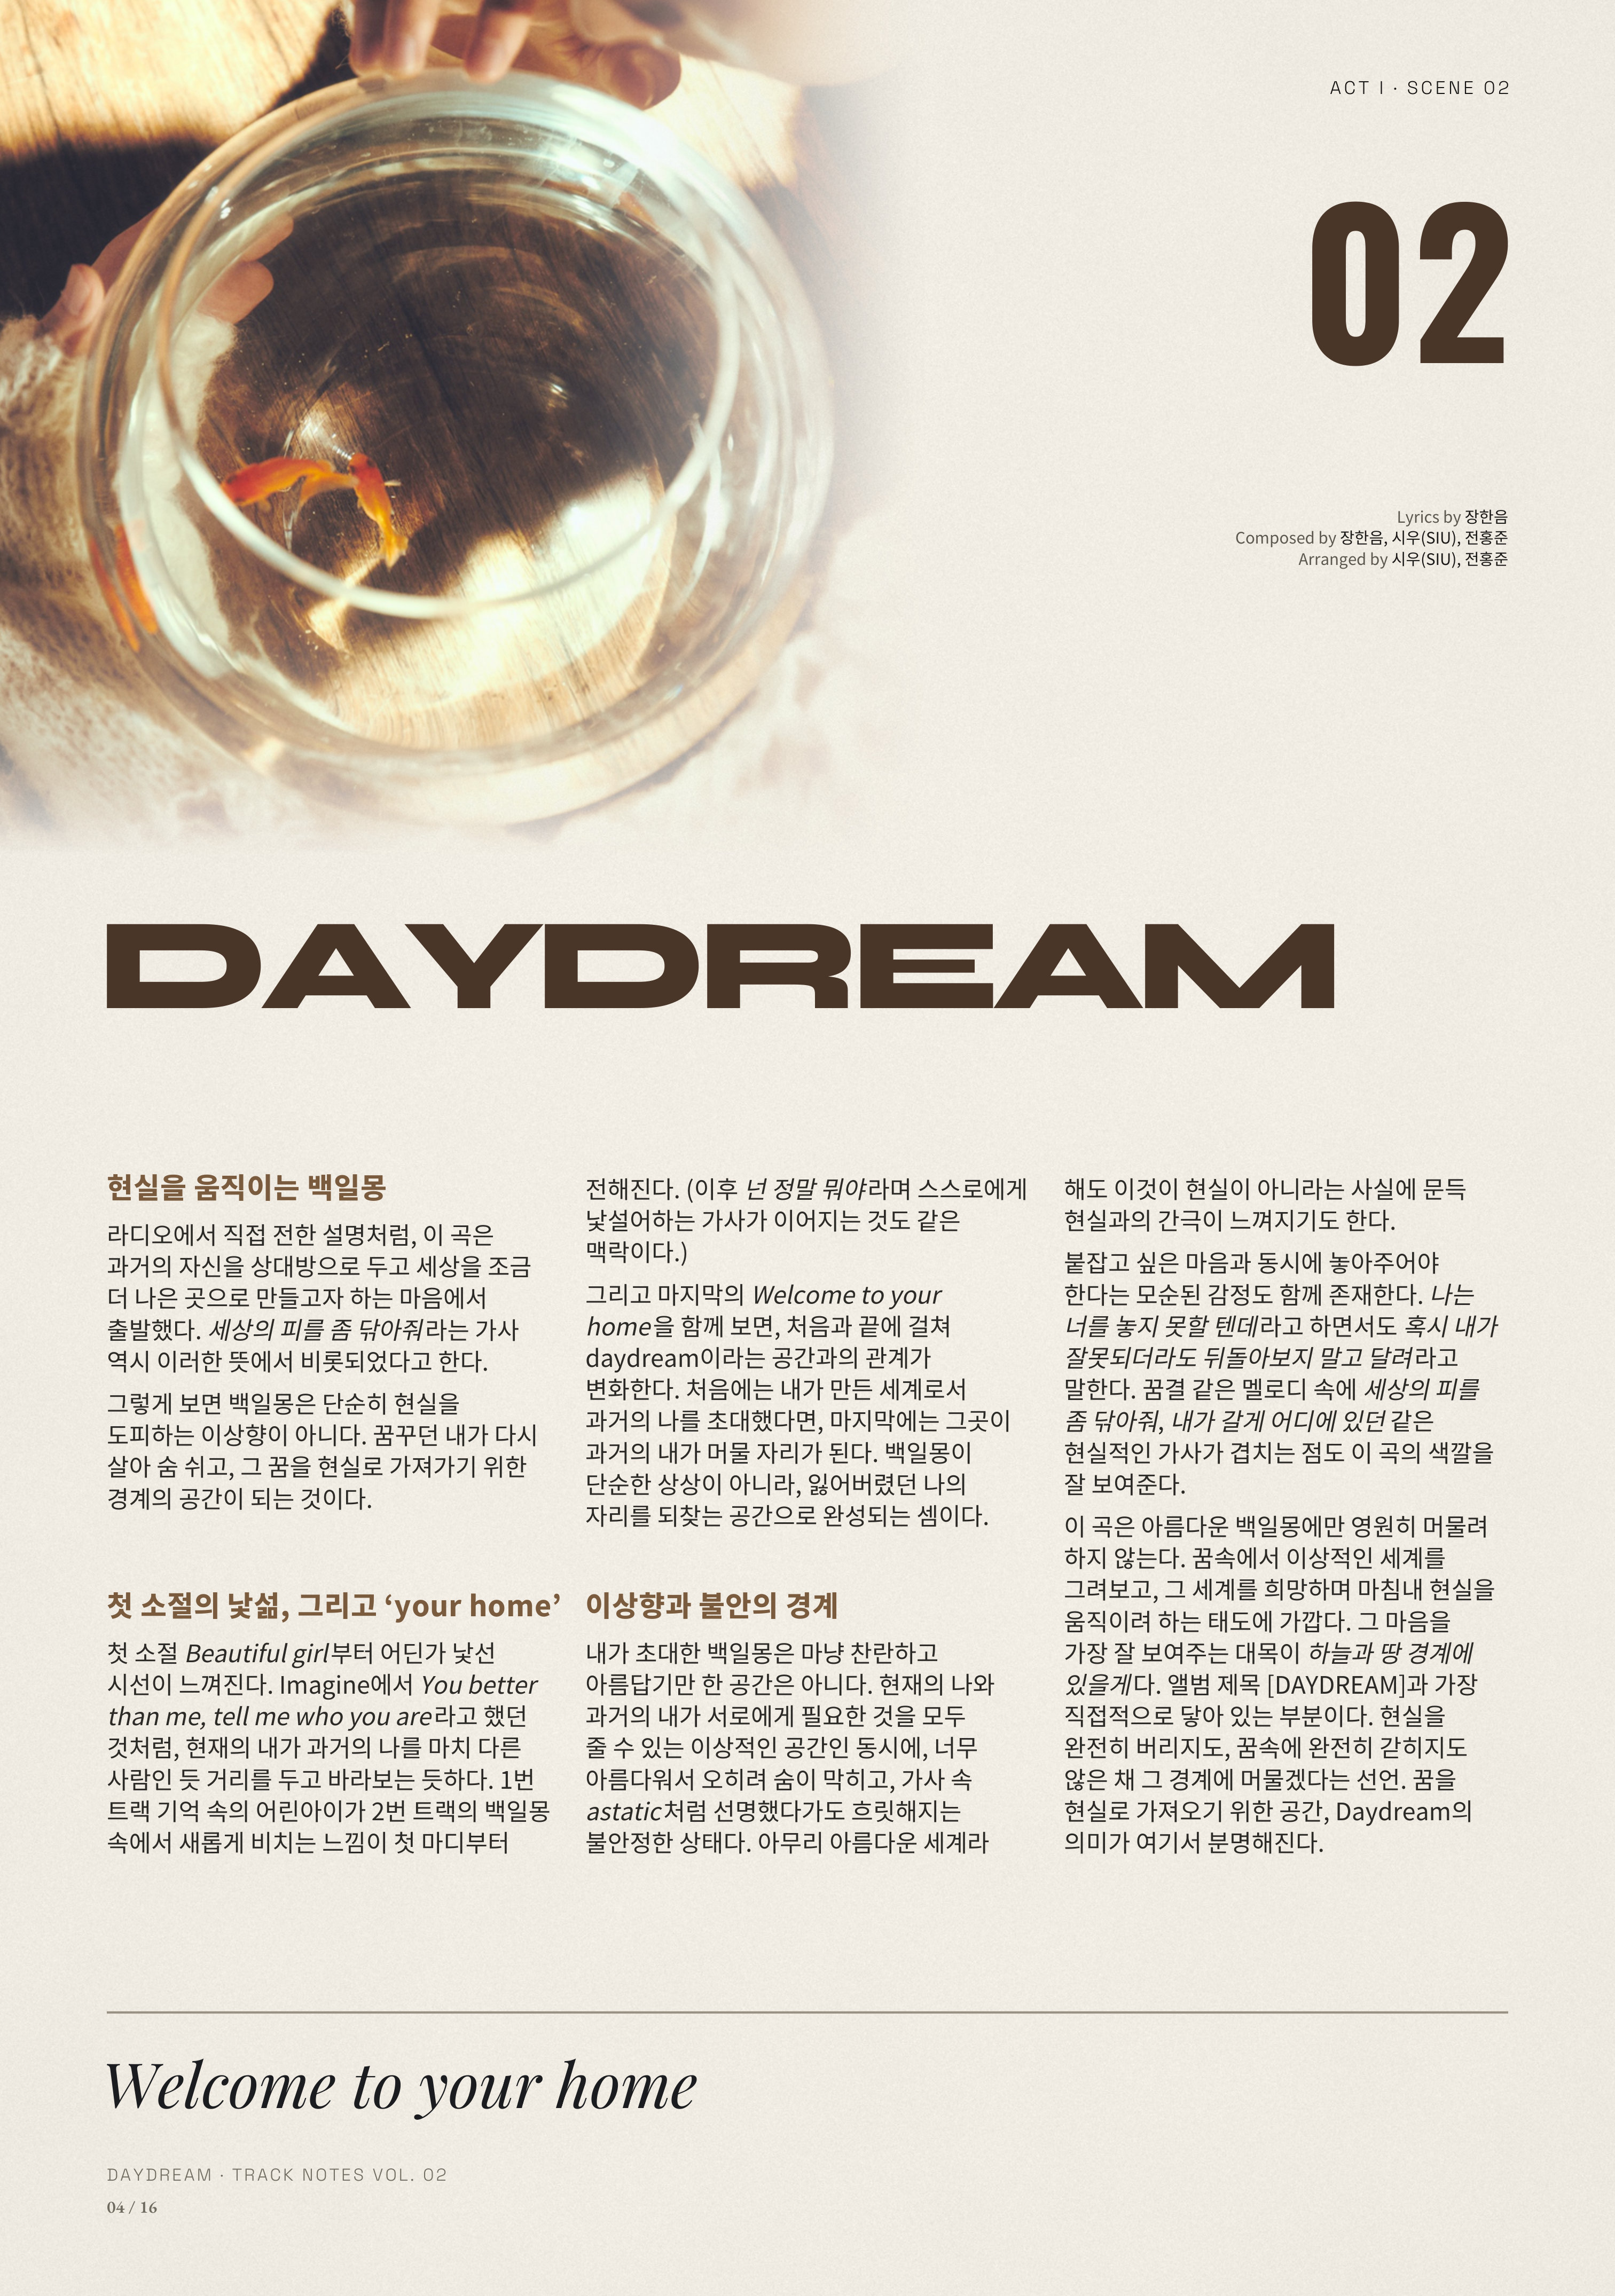 ACT I · SCENE 02
02
Lyrics by 장한음
Composed by 장한음, 시우(SIU), 전홍준
Arranged by 시우(SIU), 전홍준
DAYDREAM
현실을 움직이는 백일몽
라디오에서 직접 전한 설명처럼, 이 곡은
과거의 자신을 상대방으로 두고 세상을 조금
더 나은 곳으로 만들고자 하는 마음에서
출발했다. 세상의 피를 좀 닦아줘라는 가사
역시 이러한 뜻에서 비롯되었다고 한다.
그렇게 보면 백일몽은 단순히 현실을
도피하는 이상향이 아니다. 꿈꾸던 내가 다시
살아 숨 쉬고, 그 꿈을 현실로 가져가기 위한
경계의 공간이 되는 것이다.
첫 소절의 낯섦, 그리고 ‘your home’
첫 소절 Beautiful girl부터 어딘가 낯선
시선이 느껴진다. Imagine에서 You better
than me, tell me who you are라고 했던
것처럼, 현재의 내가 과거의 나를 마치 다른
사람인 듯 거리를 두고 바라보는 듯하다. 1번
트랙 기억 속의 어린아이가 2번 트랙의 백일몽
속에서 새롭게 비치는 느낌이 첫 마디부터
전해진다. (이후 넌 정말 뭐야라며 스스로에게
낯설어하는 가사가 이어지는 것도 같은
맥락이다.)
그리고 마지막의 Welcome to your
home을 함께 보면, 처음과 끝에 걸쳐
daydream이라는 공간과의 관계가
변화한다. 처음에는 내가 만든 세계로서
과거의 나를 초대했다면, 마지막에는 그곳이
과거의 내가 머물 자리가 된다. 백일몽이
단순한 상상이 아니라, 잃어버렸던 나의
자리를 되찾는 공간으로 완성되는 셈이다.
이상향과 불안의 경계
내가 초대한 백일몽은 마냥 찬란하고
아름답기만 한 공간은 아니다. 현재의 나와
과거의 내가 서로에게 필요한 것을 모두
줄 수 있는 이상적인 공간인 동시에, 너무
아름다워서 오히려 숨이 막히고, 가사 속
astatic처럼 선명했다가도 흐릿해지는
불안정한 상태다. 아무리 아름다운 세계라
해도 이것이 현실이 아니라는 사실에 문득
현실과의 간극이 느껴지기도 한다.
붙잡고 싶은 마음과 동시에 놓아주어야
한다는 모순된 감정도 함께 존재한다. 나는
너를 놓지 못할 텐데라고 하면서도 혹시 내가
잘못되더라도 뒤돌아보지 말고 달려라고
말한다. 꿈결 같은 멜로디 속에 세상의 피를
좀 닦아줘, 내가 갈게 어디에 있던 같은
현실적인 가사가 겹치는 점도 이 곡의 색깔을
잘 보여준다.
이 곡은 아름다운 백일몽에만 영원히 머물려
하지 않는다. 꿈속에서 이상적인 세계를
그려보고, 그 세계를 희망하며 마침내 현실을
움직이려 하는 태도에 가깝다. 그 마음을
가장 잘 보여주는 대목이 하늘과 땅 경계에
있을게다. 앨범 제목 [DAYDREAM]과 가장
직접적으로 닿아 있는 부분이다. 현실을
완전히 버리지도, 꿈속에 완전히 갇히지도
않은 채 그 경계에 머물겠다는 선언. 꿈을
현실로 가져오기 위한 공간, Daydream의
의미가 여기서 분명해진다.
Welcome to your home
DAYDREAM · TRACK NOTES VOL. 02
04 / 16